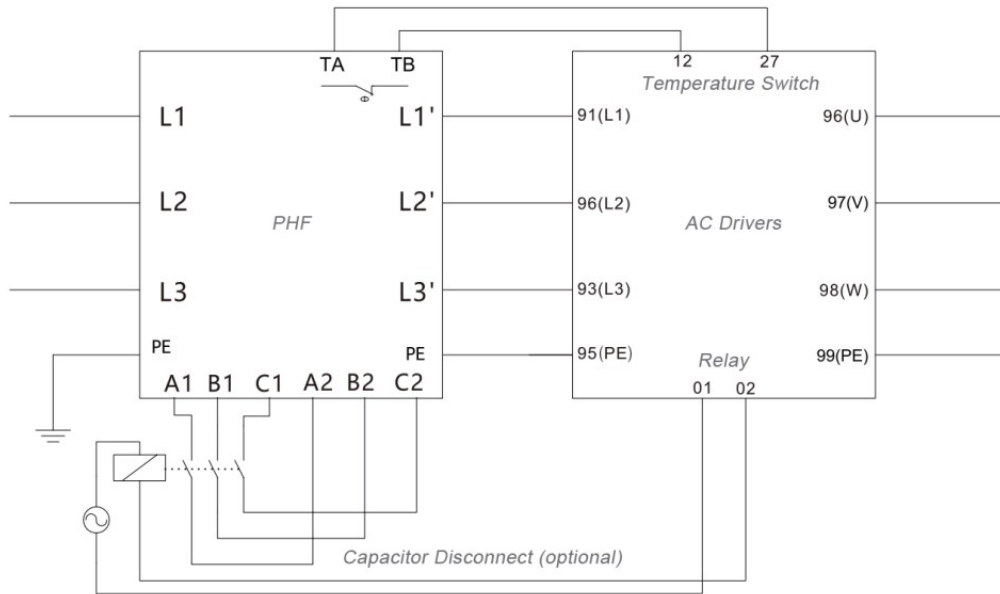 TA TB
12 27
Temperature Switch
L1 L1' 91(L1) 96(U)
L2 L2' 96(L2) 97(V)
PHF AC Drivers
L3 L3' 93(L3) 98(W)
PE PE 95(PE) 99(PE)
Relay
A1 B1 C1 A2 B2 C2 01 02
Capacitor Disconnect (optional)